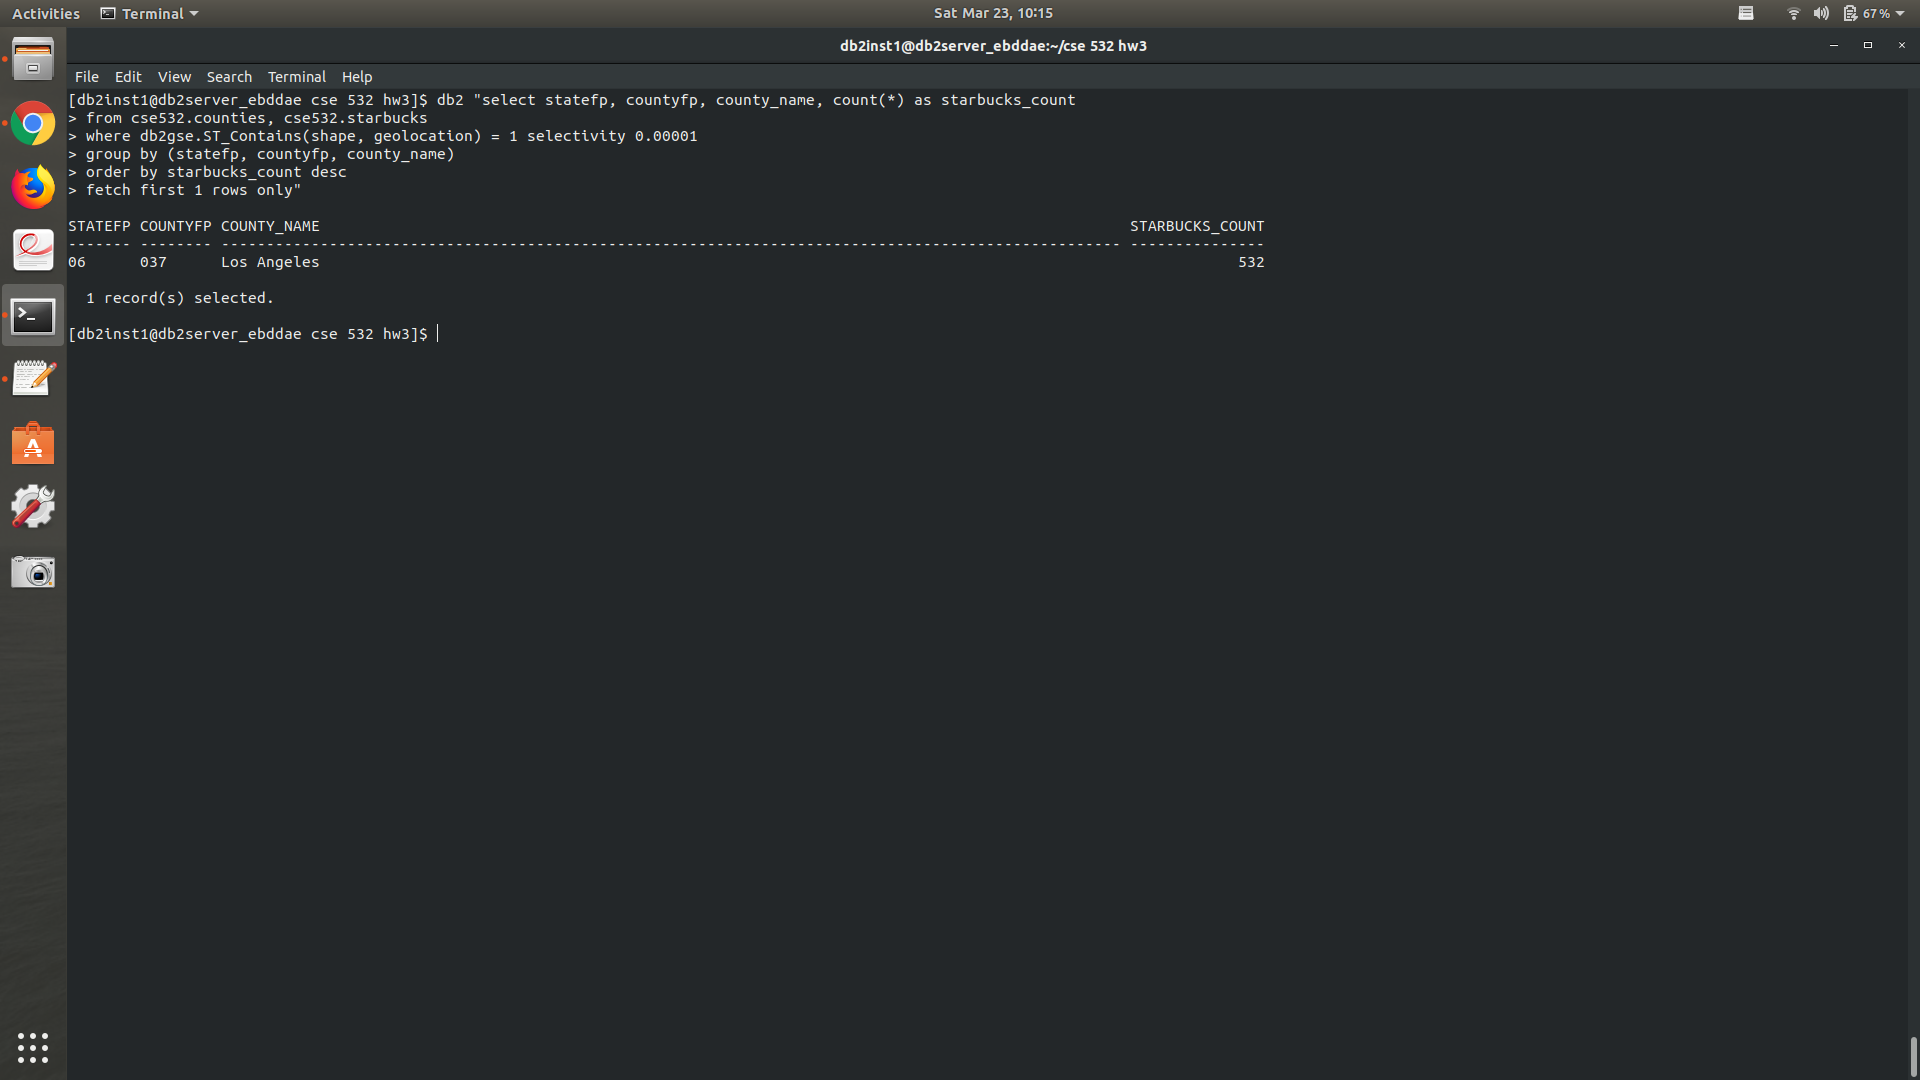 Activities Terminal Sat Mar 23, 10:15 67%
db2inst1@db2server_ebddae:~/cse 532 hw3
File Edit View Search Terminal Help
[db2inst1@db2server_ebddae cse 532 hw3]$ db2 "select statefp, countyfp, county_name, count(*) as starbucks_count
> from cse532.counties, cse532.starbucks
> where db2gse.ST_Contains(shape, geolocation) = 1 selectivity 0.00001
> group by (statefp, countyfp, county_name)
> order by starbucks_count desc
> fetch first 1 rows only"
STATEFP COUNTYFP COUNTY_NAME STARBUCKS_COUNT
------- -------- ---------------------------------------------------------------------------------------------------- ---------------
06 037 Los Angeles 532
1 record(s) selected.
[db2inst1@db2server_ebddae cse 532 hw3]$